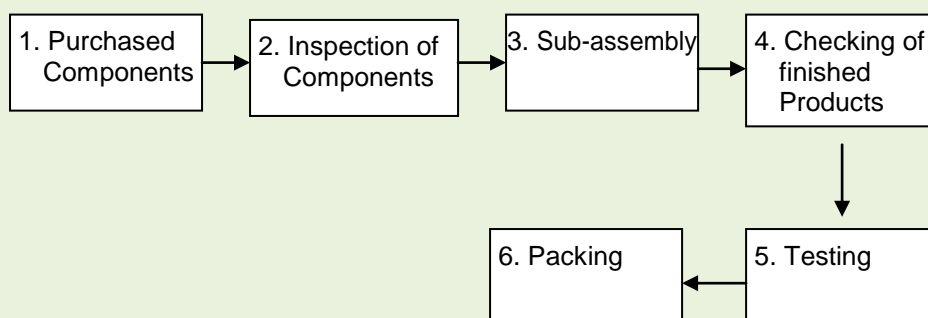 1. Purchased
Components
2. Inspection of
Components
3. Sub-assembly
4. Checking of
finished
Products
5. Testing
6. Packing